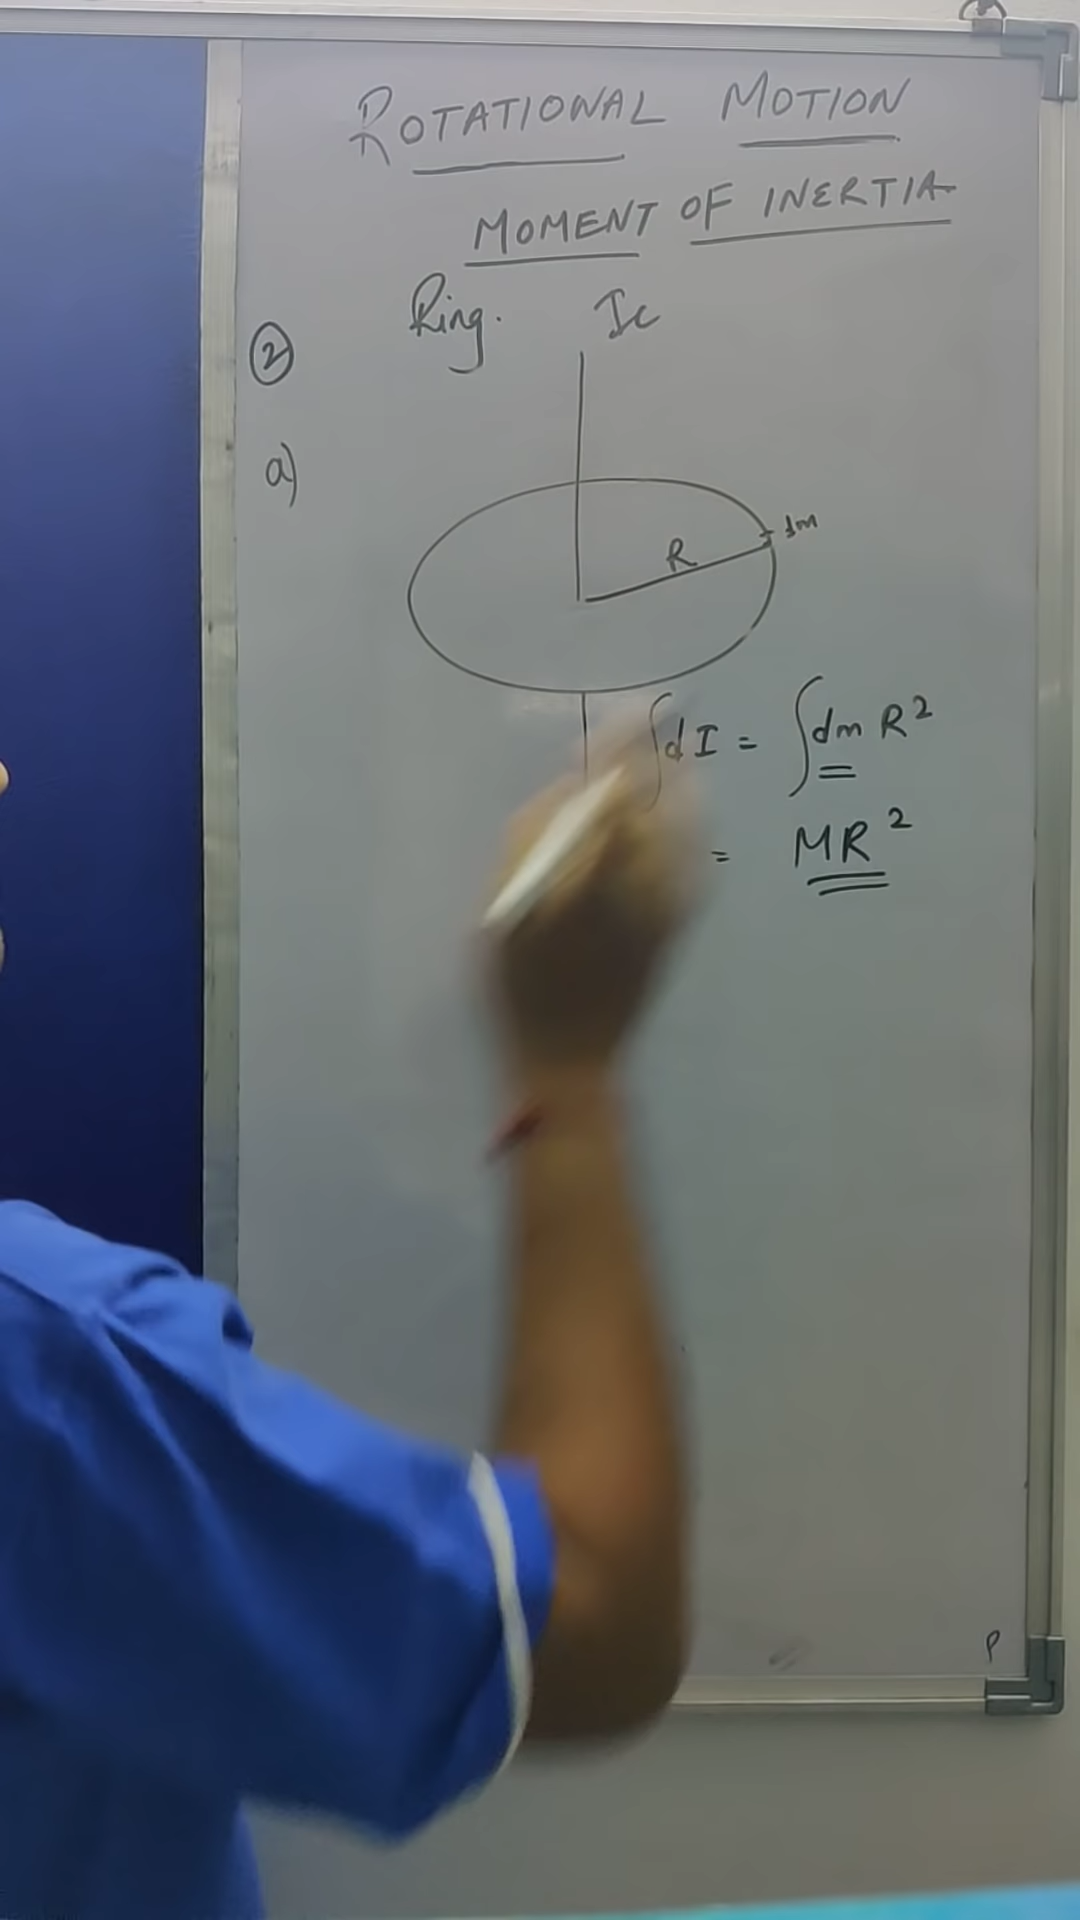 ROTATIONAL MOTION
MOMENT OF INERTIA
② Ring. Ic
a)
dm
R
∫dI = ∫dm R²
= MR²
P